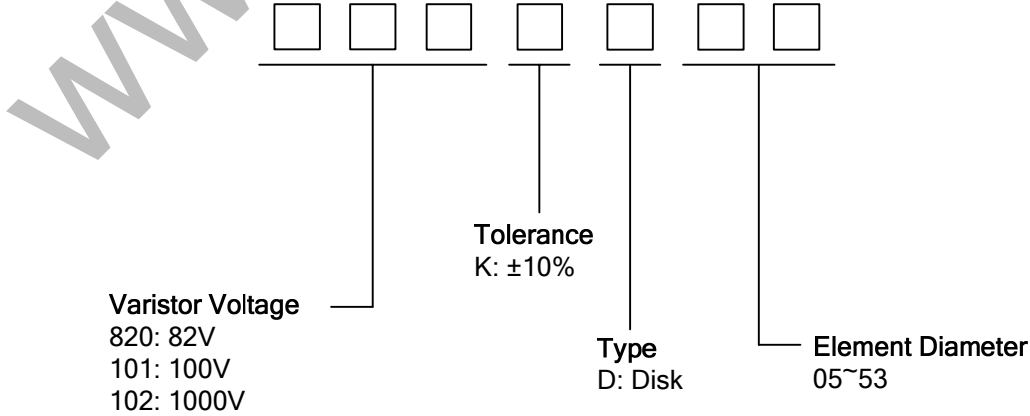 Tolerance
K: ±10%
Varistor Voltage
820: 82V
101: 100V
102: 1000V
Type
D: Disk
Element Diameter
05~53